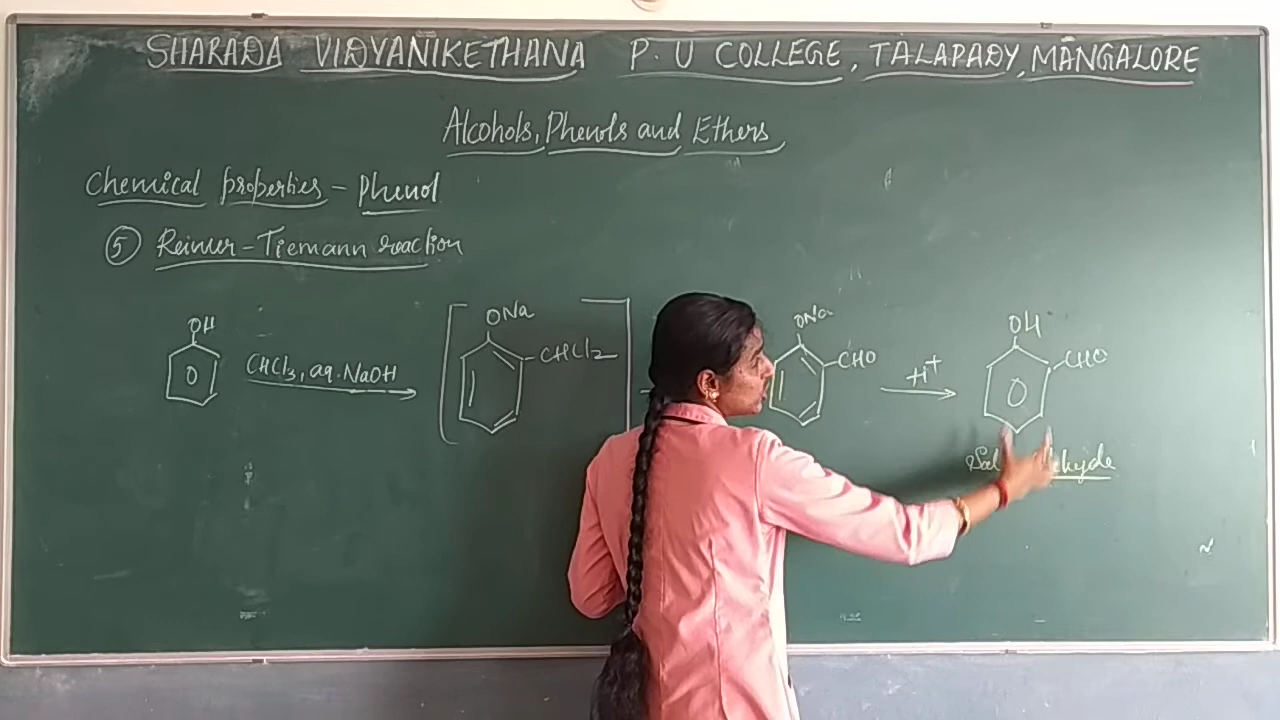 SHARADA VIDYANIKETHANA P. U COLLEGE, TALAPADY, MANGALORE
Alcohols, Phenols and Ethers
Chemical properties - Phenol
5 Reimer-Tiemann reaction
OH
CHCl3, aq. NaOH
ONa
CHCl2
ONa
CHO
H+
OH
CHO